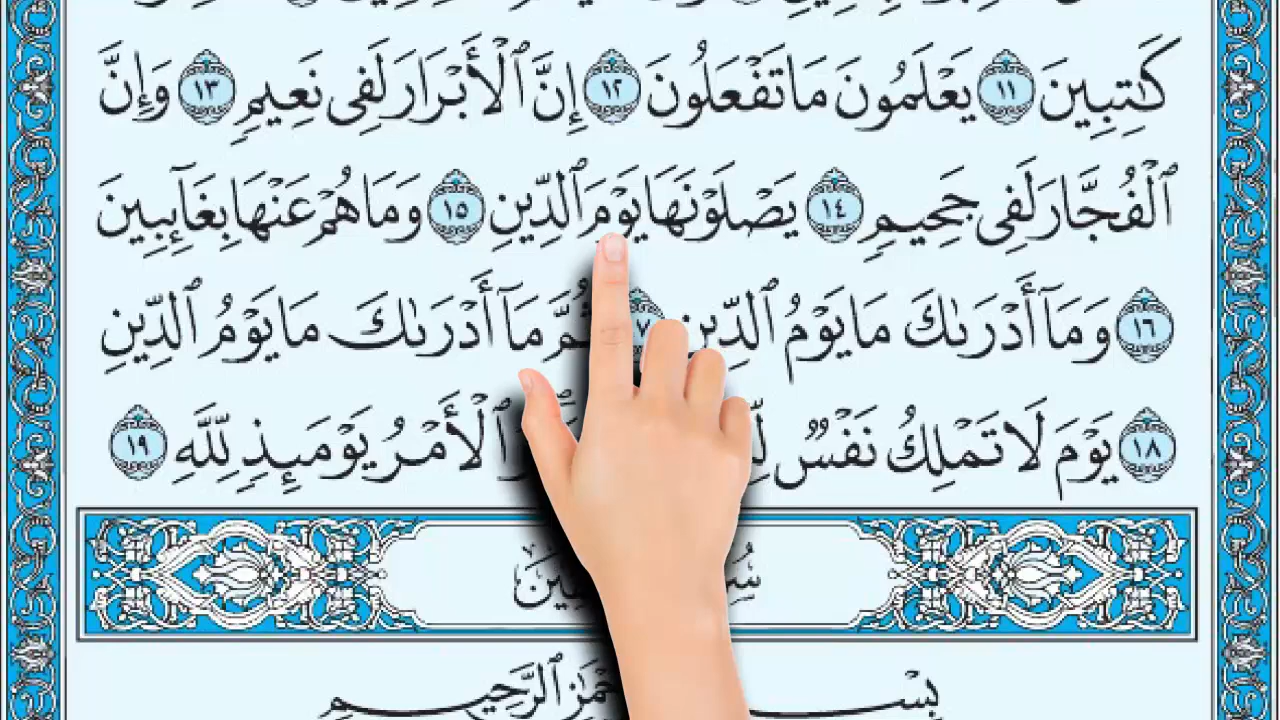 كَٰتِبِينَ ١١ يَعْلَمُونَ مَا تَفْعَلُونَ ١٢ إِنَّ ٱلْأَبْرَارَ لَفِى نَعِيمٍ ١٣ وَإِنَّ
ٱلْفُجَّارَ لَفِى جَحِيمٍ ١٤ يَصْلَوْنَهَا يَوْمَ ٱلدِّينِ ١٥ وَمَا هُمْ عَنْهَا بِغَآئِبِينَ
١٦ وَمَآ أَدْرَىٰكَ مَا يَوْمُ ٱلدِّينِ ثُمَّ مَآ أَدْرَىٰكَ مَا يَوْمُ ٱلدِّينِ
١٨ يَوْمَ لَا تَمْلِكُ نَفْسٌ ٱلْأَمْرُ يَوْمَئِذٍ لِّلَّهِ ١٩
ٱلرَّحِيمِ